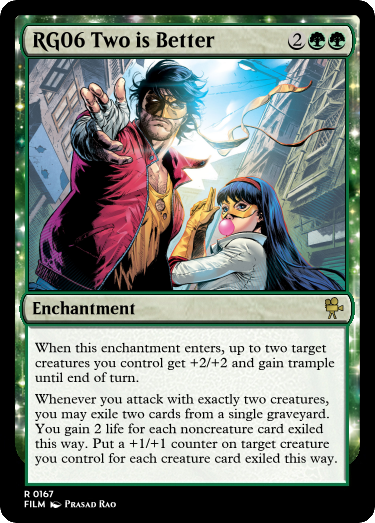 RG06 Two is Better 2
Enchantment
When this enchantment enters, up to two target
creatures you control get +2/+2 and gain trample
until end of turn.
Whenever you attack with exactly two creatures,
you may exile two cards from a single graveyard.
You gain 2 life for each noncreature card exiled
this way. Put a +1/+1 counter on target creature
you control for each creature card exiled this way.
R 0167
FILM Prasad Rao